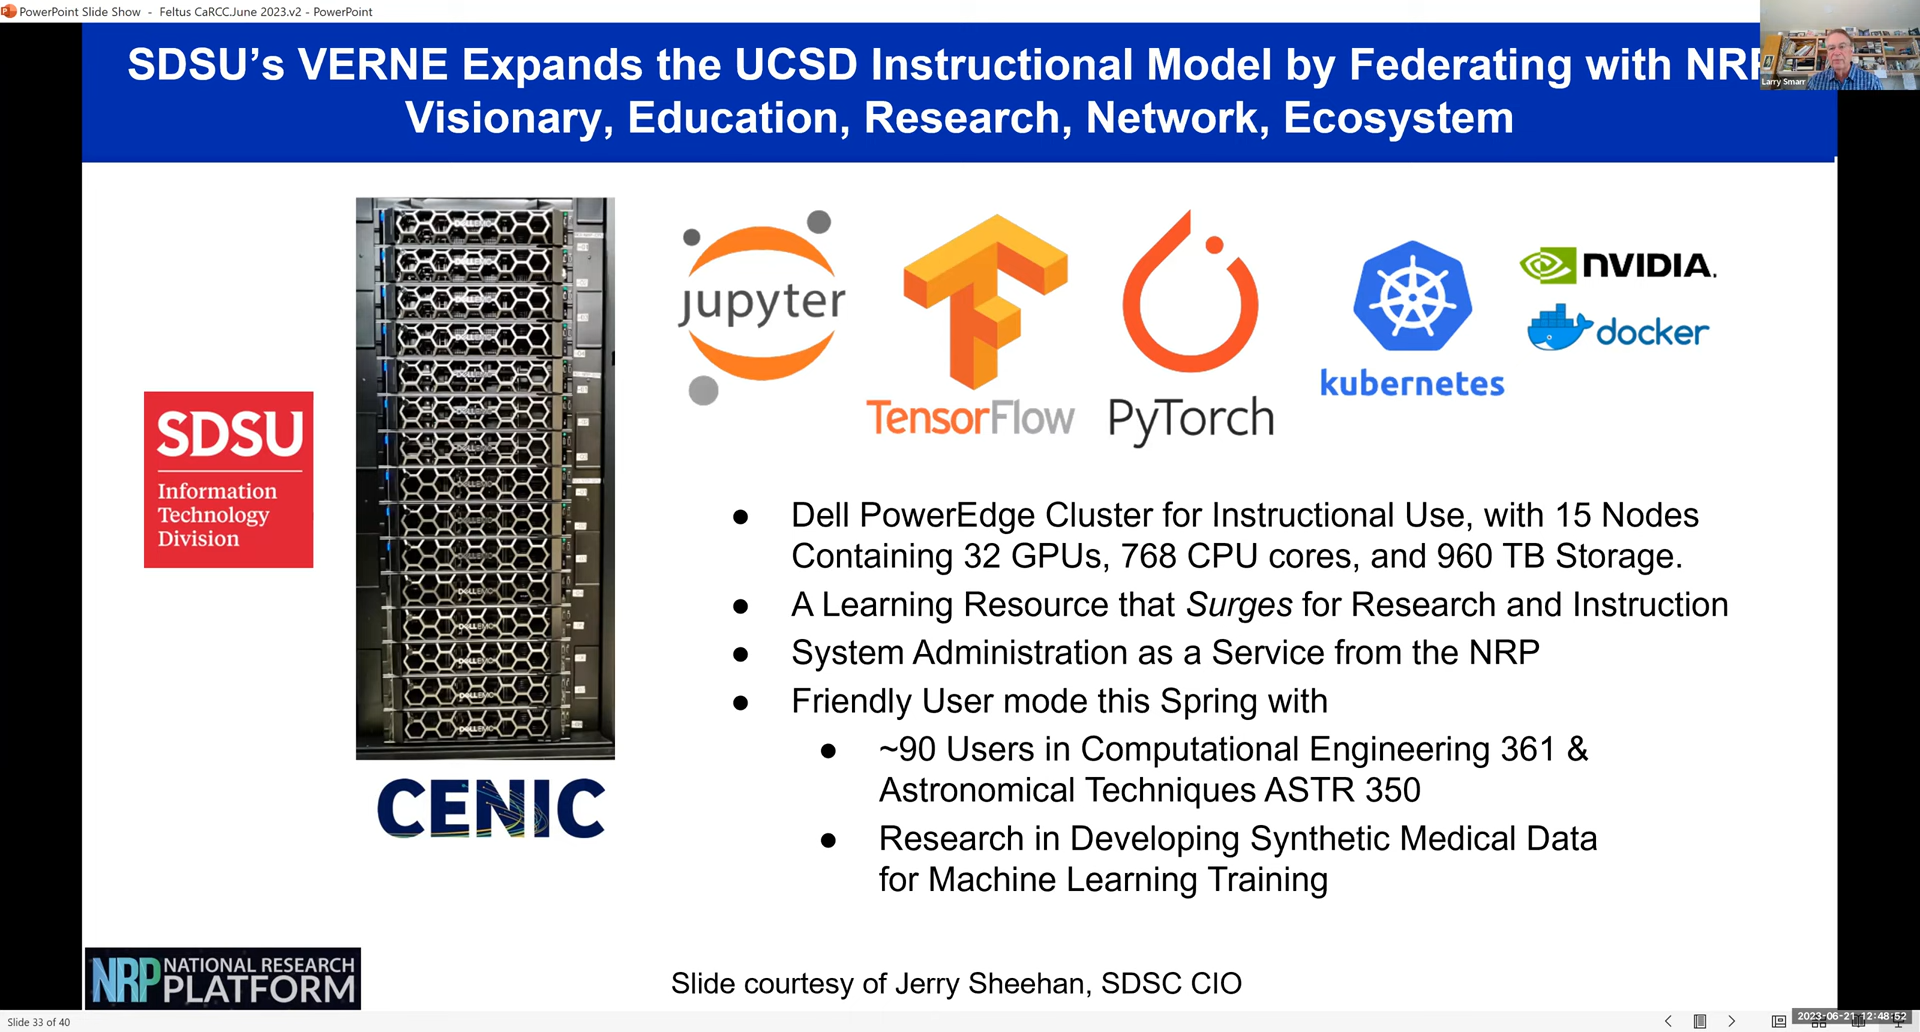 PowerPoint Slide Show - Feltus CaRCC.June 2023.v2 - PowerPoint
SDSU's VERNE Expands the UCSD Instructional Model by Federating with NRP
Visionary, Education, Research, Network, Ecosystem
Larry Smarr
jupyter
TensorFlow
PyTorch
kubernetes
NVIDIA.
docker
SDSU
Information
Technology
Division
CENIC
● Dell PowerEdge Cluster for Instructional Use, with 15 Nodes
Containing 32 GPUs, 768 CPU cores, and 960 TB Storage.
● A Learning Resource that Surges for Research and Instruction
● System Administration as a Service from the NRP
● Friendly User mode this Spring with
● ~90 Users in Computational Engineering 361 &
Astronomical Techniques ASTR 350
● Research in Developing Synthetic Medical Data
for Machine Learning Training
NRP NATIONAL RESEARCH
PLATFORM
Slide courtesy of Jerry Sheehan, SDSC CIO
Slide 33 of 40
2023-06-21 12:48:52